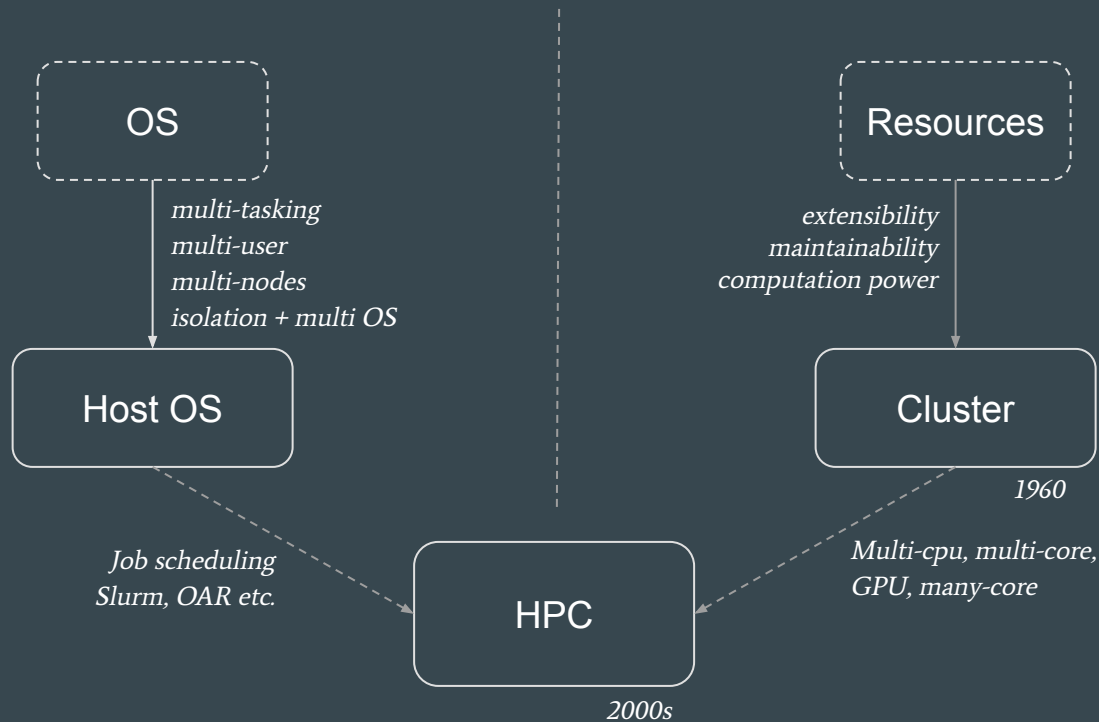 OS
Resources
multi-tasking
multi-user
multi-nodes
isolation + multi OS
extensibility
maintainability
computation power
Host OS
Cluster
1960
Job scheduling
Slurm, OAR etc.
Multi-cpu, multi-core,
GPU, many-core
HPC
2000s